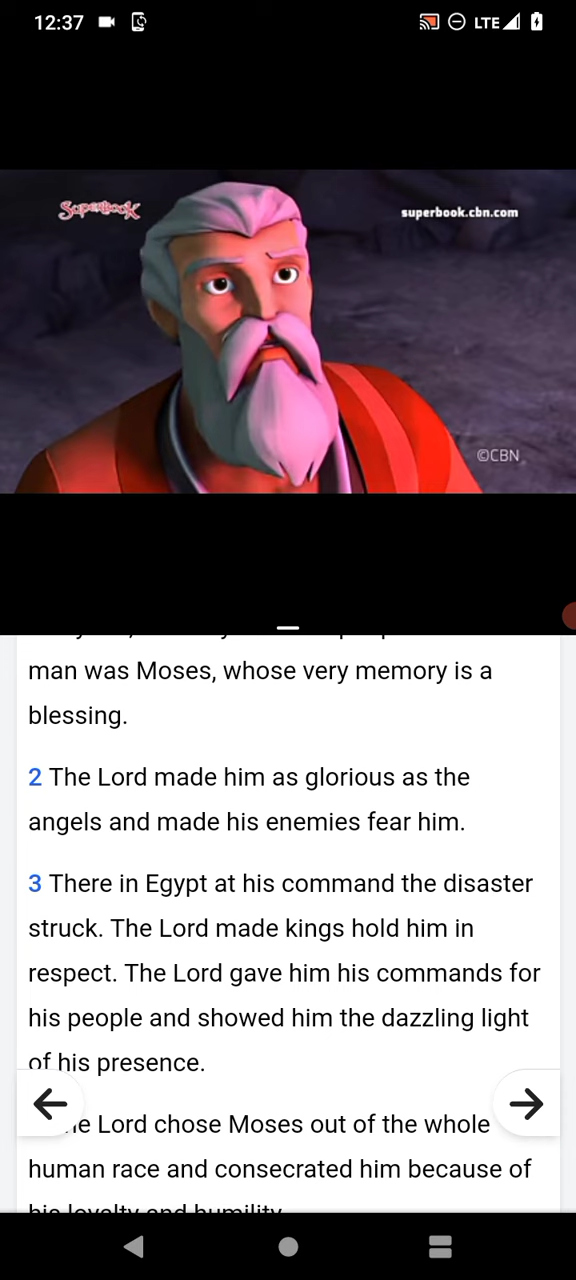 12:37
LTE
SUPERBOOK
superbook.cbn.com
©CBN
man was Moses, whose very memory is a
blessing.
2 The Lord made him as glorious as the
angels and made his enemies fear him.
3 There in Egypt at his command the disaster
struck. The Lord made kings hold him in
respect. The Lord gave him his commands for
his people and showed him the dazzling light
of his presence.
Lord chose Moses out of the whole
human race and consecrated him because of
his loyalty and humility